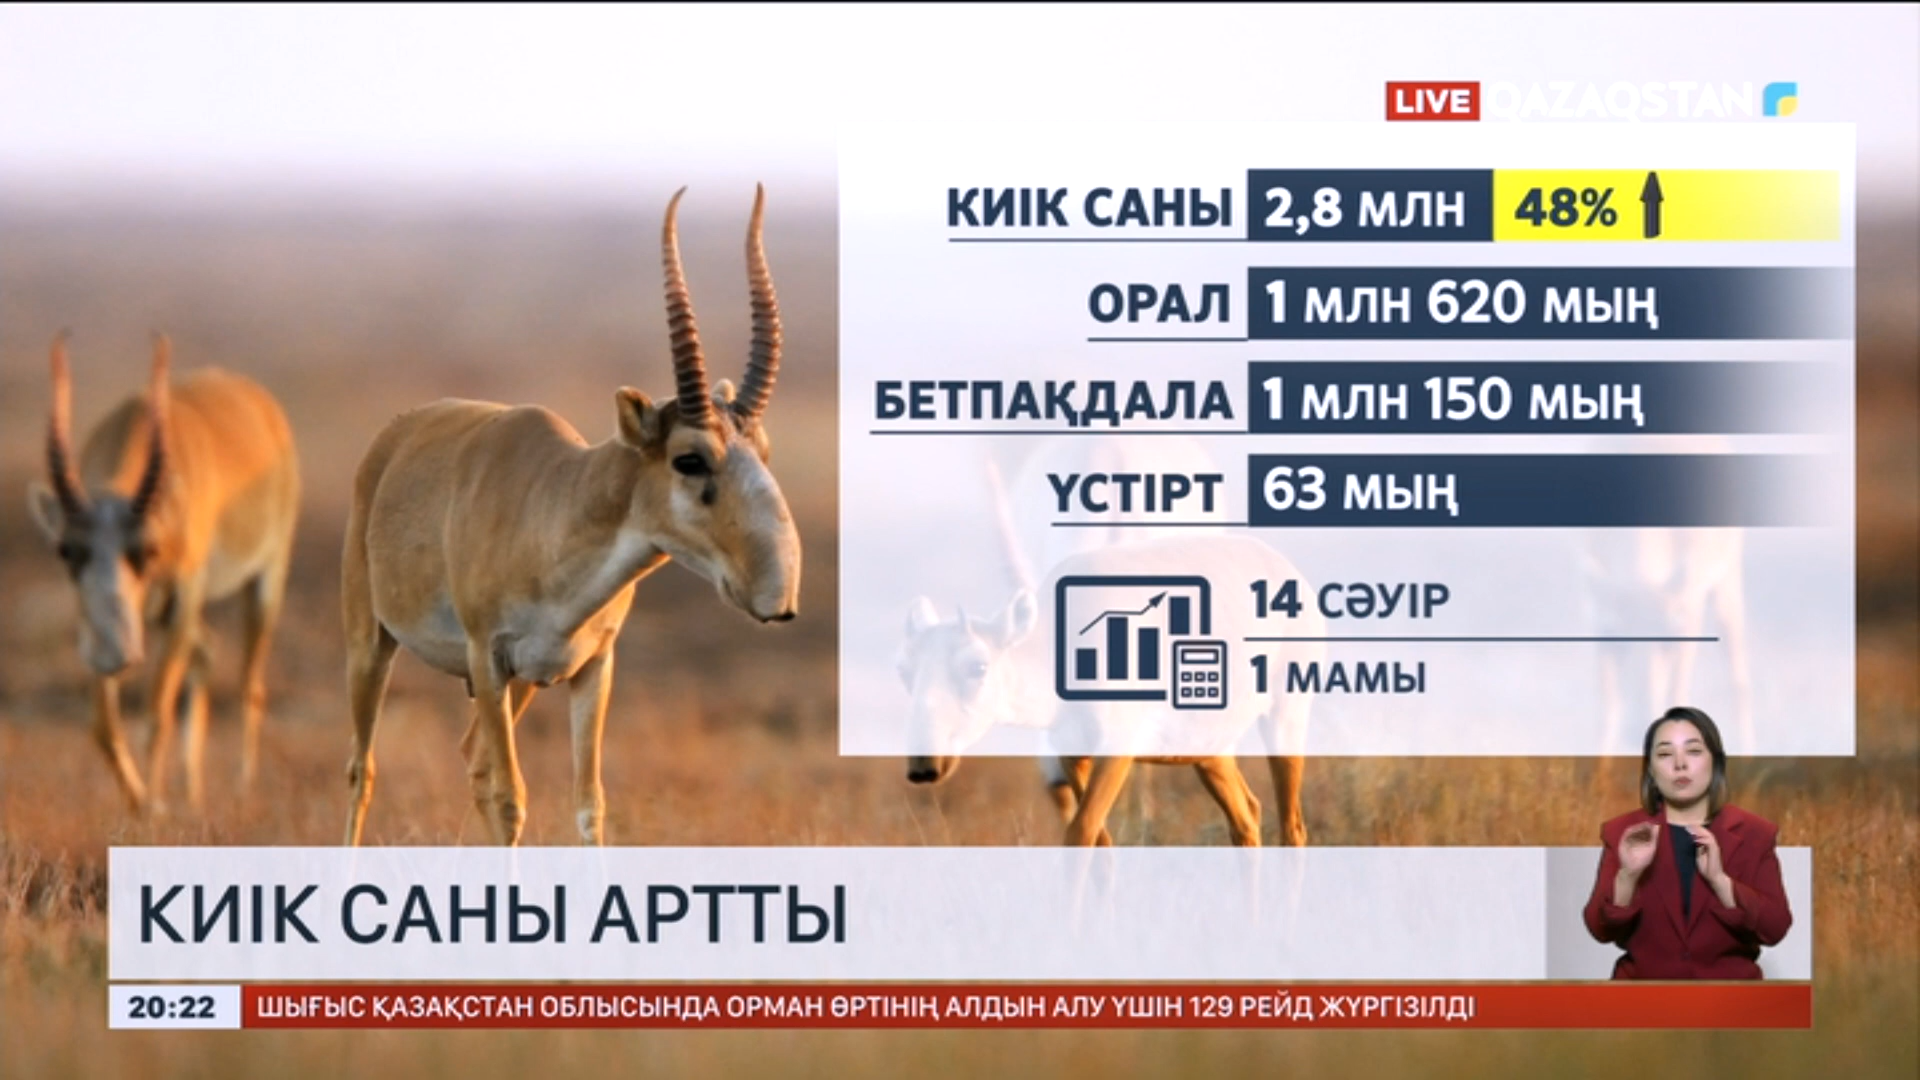 LIVE QAZAQSTAN
КИІК САНЫ 2,8 МЛН 48%
ОРАЛ 1 МЛН 620 МЫҢ
БЕТПАҚДАЛА 1 МЛН 150 МЫҢ
ҮСТІРТ 63 МЫҢ
14 СӘУІР
1 МАМЫ
КИІК САНЫ АРТТЫ
20:22 ШЫҒЫС ҚАЗАҚСТАН ОБЛЫСЫНДА ОРМАН ӨРТІНІҢ АЛДЫН АЛУ ҮШІН 129 РЕЙД ЖҮРГІЗІЛДІ